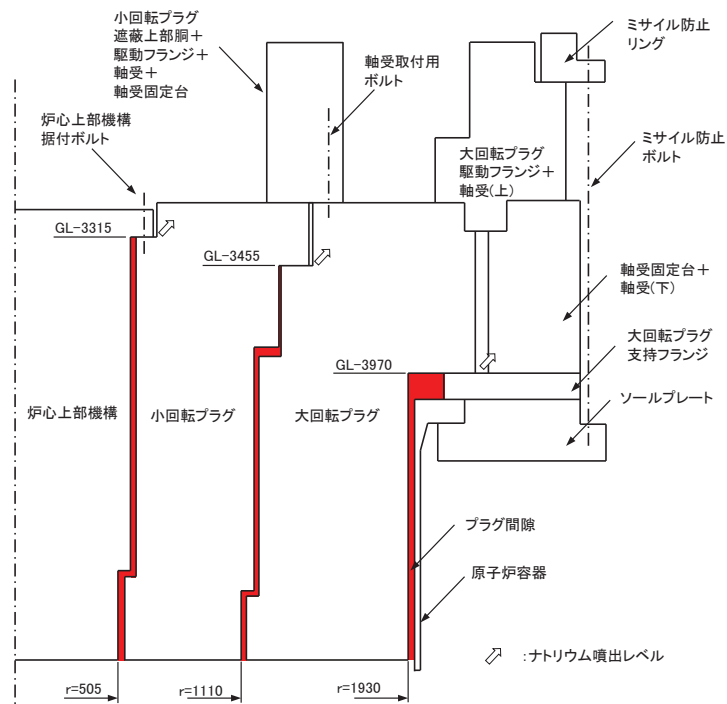 小回転プラグ
遮蔽上部胴+
駆動フランジ+
軸受+
軸受固定台
軸受取付用
ボルト
ミサイル防止
リング
炉心上部機構
据付ボルト
大回転プラグ
駆動フランジ+
軸受(上)
ミサイル防止
ボルト
GL-3315
GL-3455
軸受固定台+
軸受(下)
大回転プラグ
支持フランジ
GL-3970
ソールプレート
炉心上部機構
小回転プラグ
大回転プラグ
プラグ間隙
原子炉容器
:ナトリウム噴出レベル
r=505
r=1110
r=1930